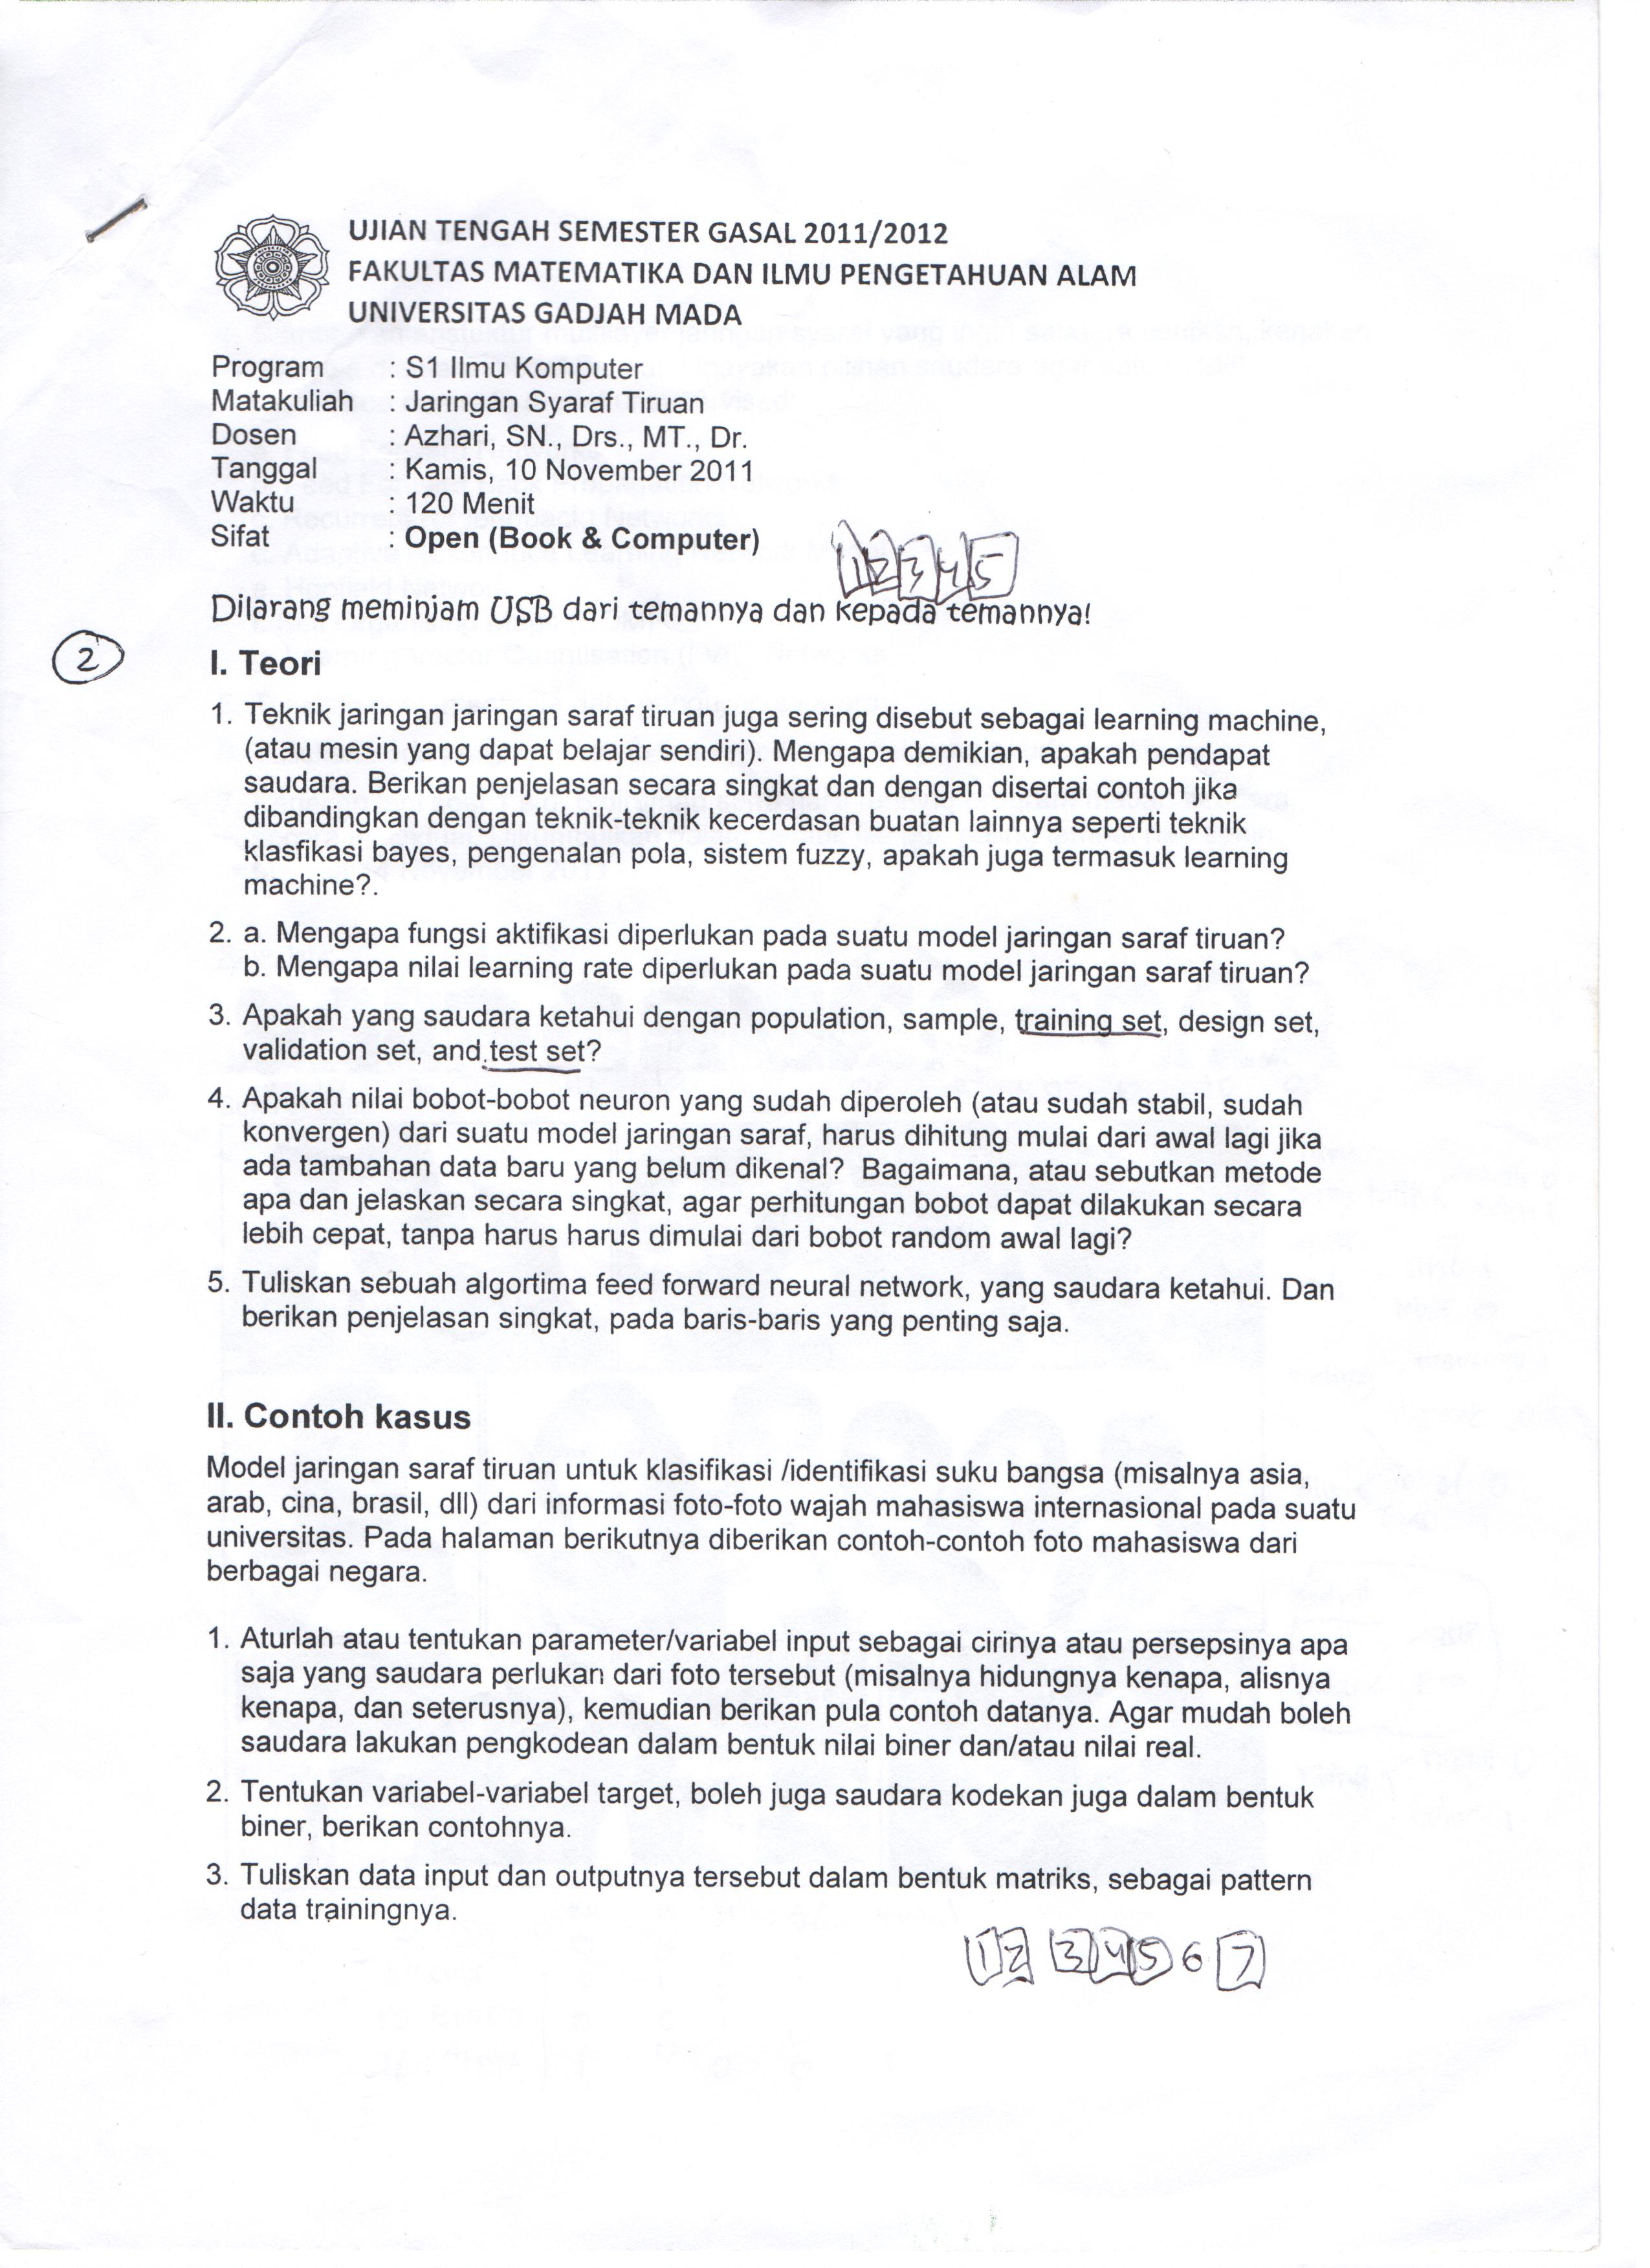 UJIAN TENGAH SEMESTER GASAL 2011/2012
FAKULTAS MATEMATIKA DAN ILMU PENGETAHUAN ALAM
UNIVERSITAS GADJAH MADA
Program : S1 Ilmu Komputer
Matakuliah : Jaringan Syaraf Tiruan
Dosen : Azhari, SN., Drs., MT., Dr.
Tanggal : Kamis, 10 November 2011
Waktu : 120 Menit
Sifat : Open (Book & Computer)
1 2 3 4 5
Dilarang meminjam USB dari temannya dan kepada temannya!
2
I. Teori
1. Teknik jaringan jaringan saraf tiruan juga sering disebut sebagai learning machine,
(atau mesin yang dapat belajar sendiri). Mengapa demikian, apakah pendapat
saudara. Berikan penjelasan secara singkat dan dengan disertai contoh jika
dibandingkan dengan teknik-teknik kecerdasan buatan lainnya seperti teknik
klasfikasi bayes, pengenalan pola, sistem fuzzy, apakah juga termasuk learning
machine?.
2. a. Mengapa fungsi aktifikasi diperlukan pada suatu model jaringan saraf tiruan?
b. Mengapa nilai learning rate diperlukan pada suatu model jaringan saraf tiruan?
3. Apakah yang saudara ketahui dengan population, sample, training set, design set,
validation set, and test set?
4. Apakah nilai bobot-bobot neuron yang sudah diperoleh (atau sudah stabil, sudah
konvergen) dari suatu model jaringan saraf, harus dihitung mulai dari awal lagi jika
ada tambahan data baru yang belum dikenal? Bagaimana, atau sebutkan metode
apa dan jelaskan secara singkat, agar perhitungan bobot dapat dilakukan secara
lebih cepat, tanpa harus harus dimulai dari bobot random awal lagi?
5. Tuliskan sebuah algortima feed forward neural network, yang saudara ketahui. Dan
berikan penjelasan singkat, pada baris-baris yang penting saja.
II. Contoh kasus
Model jaringan saraf tiruan untuk klasifikasi /identifikasi suku bangsa (misalnya asia,
arab, cina, brasil, dll) dari informasi foto-foto wajah mahasiswa internasional pada suatu
universitas. Pada halaman berikutnya diberikan contoh-contoh foto mahasiswa dari
berbagai negara.
1. Aturlah atau tentukan parameter/variabel input sebagai cirinya atau persepsinya apa
saja yang saudara perlukan dari foto tersebut (misalnya hidungnya kenapa, alisnya
kenapa, dan seterusnya), kemudian berikan pula contoh datanya. Agar mudah boleh
saudara lakukan pengkodean dalam bentuk nilai biner dan/atau nilai real.
2. Tentukan variabel-variabel target, boleh juga saudara kodekan juga dalam bentuk
biner, berikan contohnya.
3. Tuliskan data input dan outputnya tersebut dalam bentuk matriks, sebagai pattern
data trainingnya.
1 2 3 4 5 6 7